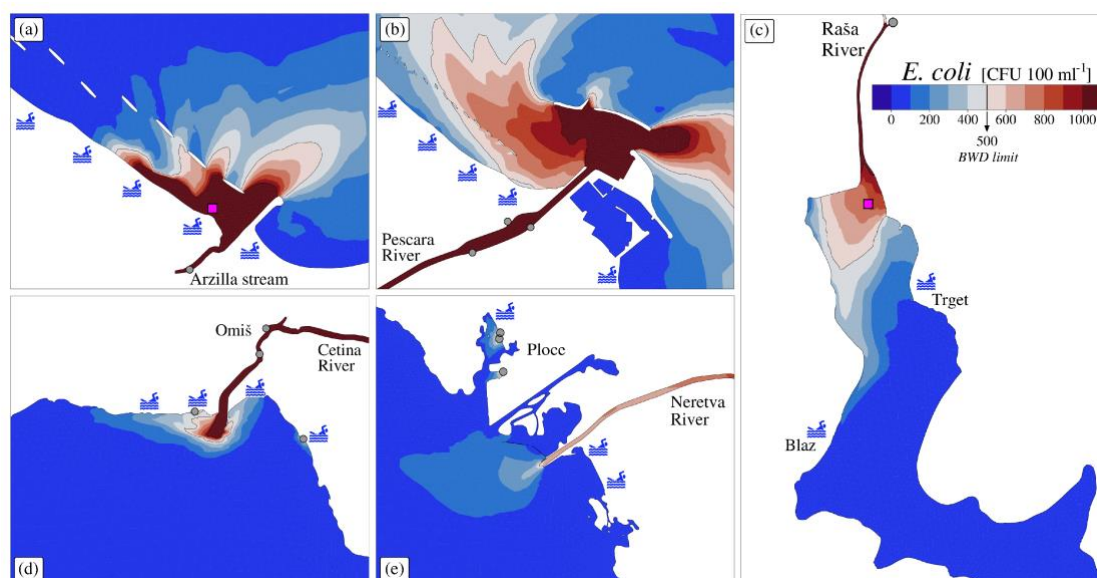 (a)
Arzilla stream
(b)
Pescara
River
(c)
Raša
River
E. coli [CFU 100 ml⁻¹]
0 200 400 600 800 1000
500
BWD limit
Trget
Blaz
(d)
Omiš
Cetina
River
(e)
Ploce
Neretva
River